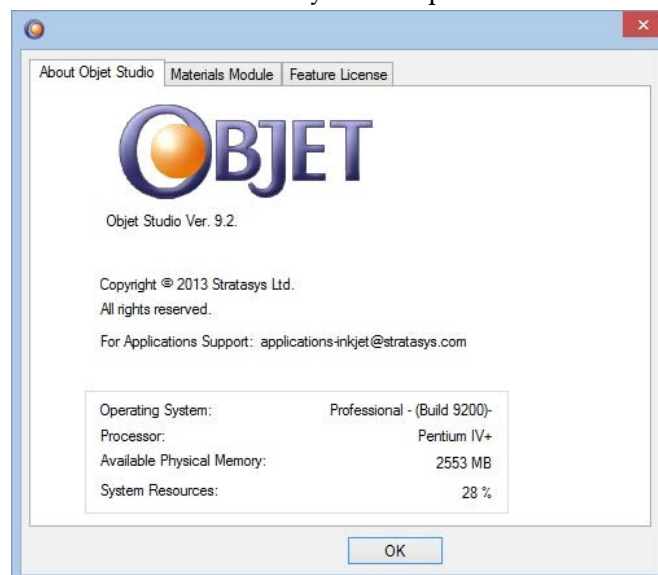 About Objet Studio Materials Module Feature License
OBJET
Objet Studio Ver. 9.2.
Copyright © 2013 Stratasys Ltd.
All rights reserved.
For Applications Support: applications-inkjet@stratasys.com
Operating System: Professional - (Build 9200)-
Processor: Pentium IV+
Available Physical Memory: 2553 MB
System Resources: 28 %
OK